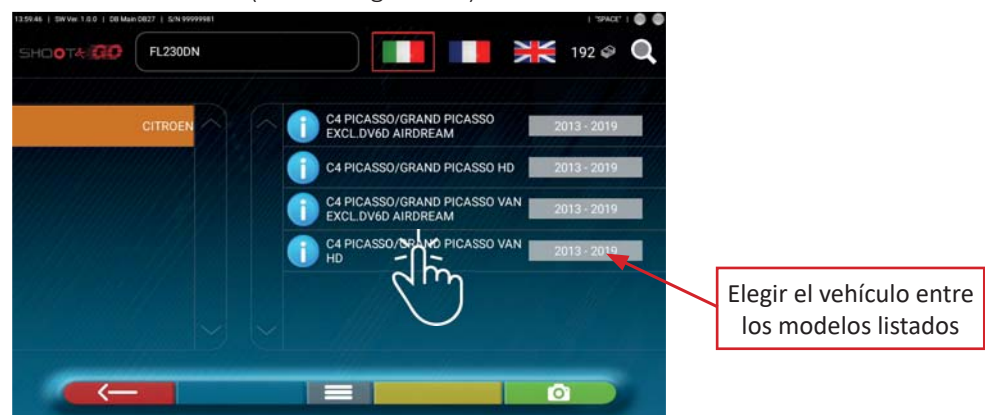 13:59:46 | SW Ver. 1.0.0 | DB Main DB27 | S/N 99999981 | "SPACE" |
SHOOT& GO FL230DN 192
CITROEN
C4 PICASSO/GRAND PICASSO
EXCL.DV6D AIRDREAM
2013 - 2019
C4 PICASSO/GRAND PICASSO HD
2013 - 2019
C4 PICASSO/GRAND PICASSO VAN
EXCL.DV6D AIRDREAM
2013 - 2019
C4 PICASSO/GRAND PICASSO VAN
HD
2013 - 2019
Elegir el vehículo entre
los modelos listados